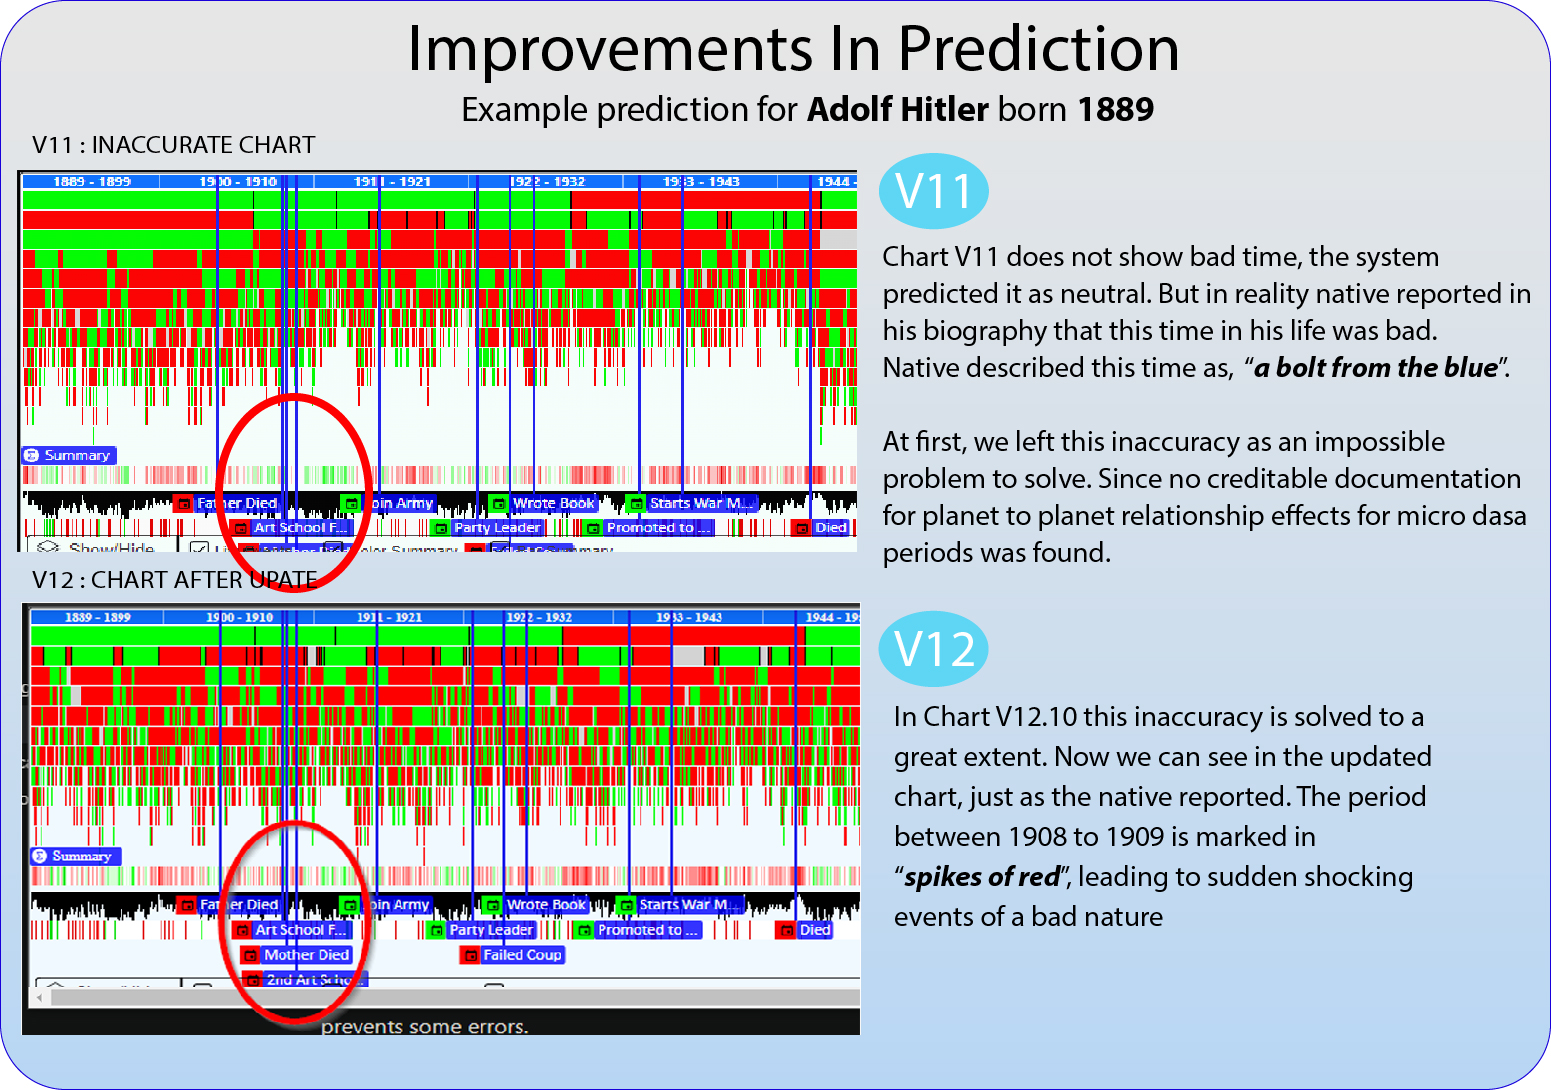 Improvements In Prediction
Example prediction for Adolf Hitler born 1889
V11 : INACCURATE CHART
1889 - 1899 1900 - 1910 1911 - 1921 1922 - 1932 1933 - 1943 1944 -
Summary
Father Died Join Army Wrote Book Starts War M...
Art School F... Party Leader Promoted to ... Died
Show/Hide Color Summary
V12 : CHART AFTER UPATE
1889 - 1899 1900 - 1910 1911 - 1921 1922 - 1932 1933 - 1943 1944 - 19
Summary
Father Died Join Army Wrote Book Starts War M...
Art School F... Party Leader Promoted to ... Died
Mother Died Failed Coup
2nd Art Scho...
prevents some errors.
V11
Chart V11 does not show bad time, the system
predicted it as neutral. But in reality native reported in
his biography that this time in his life was bad.
Native described this time as, “a bolt from the blue”.
At first, we left this inaccuracy as an impossible
problem to solve. Since no creditable documentation
for planet to planet relationship effects for micro dasa
periods was found.
V12
In Chart V12.10 this inaccuracy is solved to a
great extent. Now we can see in the updated
chart, just as the native reported. The period
between 1908 to 1909 is marked in
“spikes of red”, leading to sudden shocking
events of a bad nature